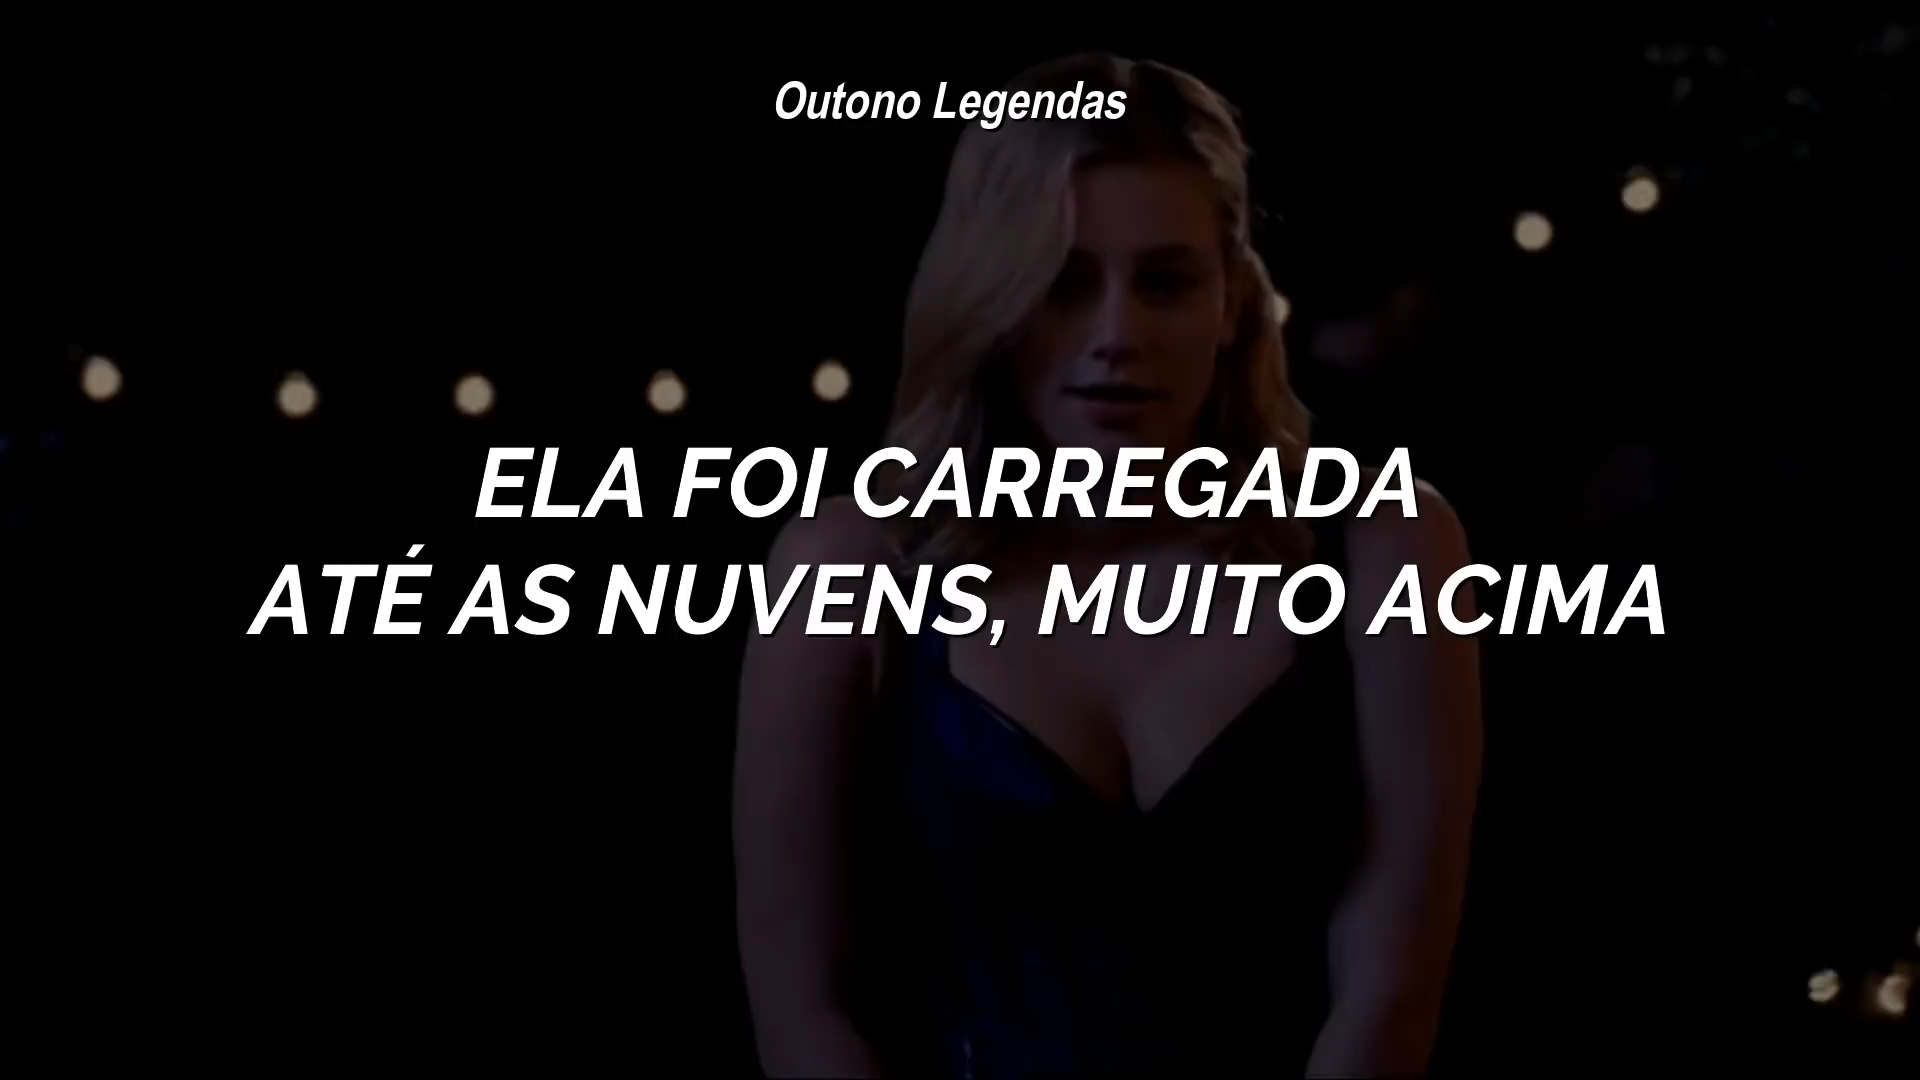 Outono Legendas
ELA FOI CARREGADA
ATÉ AS NUVENS, MUITO ACIMA